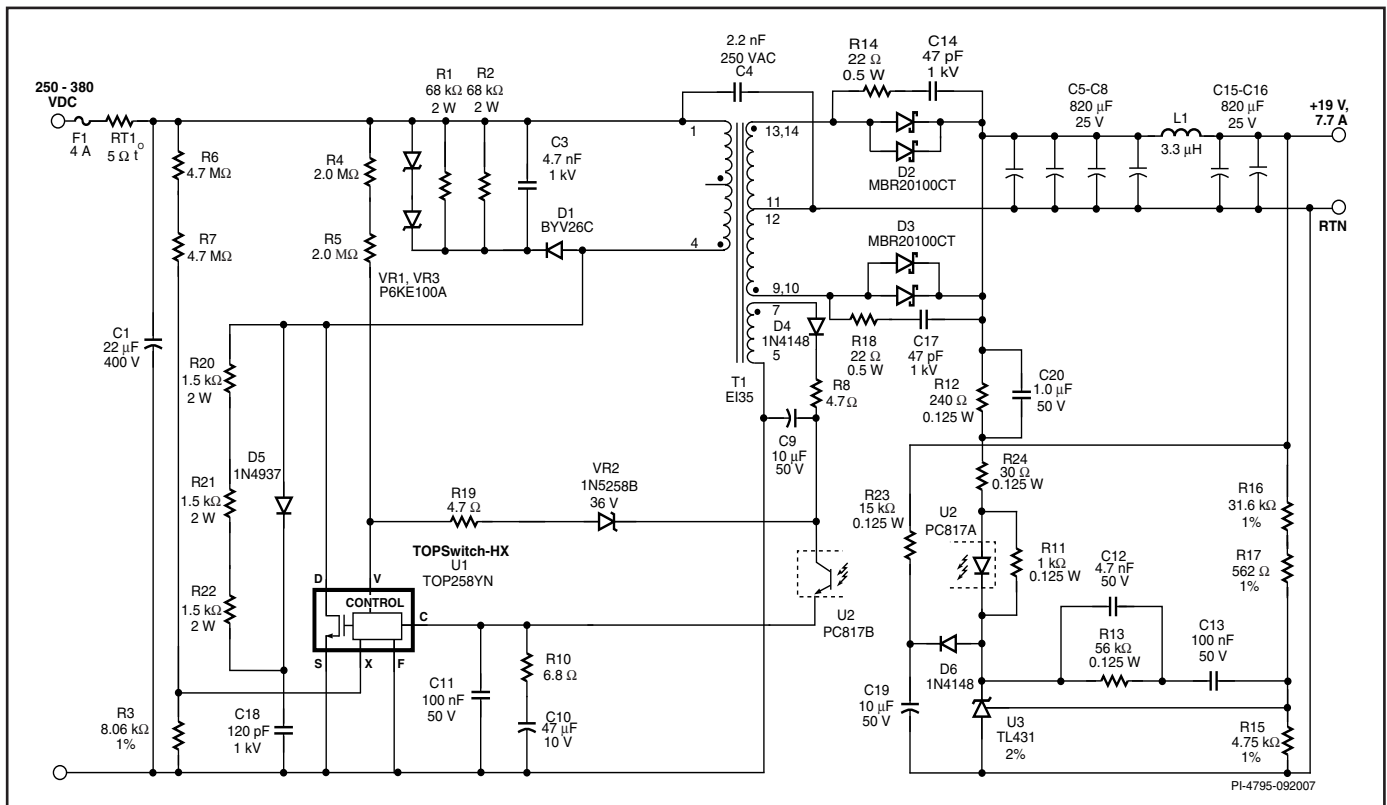 250 - 380
VDC
F1
4 A
RT1
5 Ω
t
o
C1
22 µF
400 V
R6
4.7 MΩ
R7
4.7 MΩ
R4
2.0 MΩ
R5
2.0 MΩ
R1
68 kΩ
2 W
R2
68 kΩ
2 W
C3
4.7 nF
1 kV
D1
BYV26C
VR1, VR3
P6KE100A
2.2 nF
250 VAC
C4
1
4
13,14
11
12
9,10
7
5
T1
EI35
R14
22 Ω
0.5 W
C14
47 pF
1 kV
D2
MBR20100CT
D3
MBR20100CT
C5-C8
820 µF
25 V
L1
3.3 µH
C15-C16
820 µF
25 V
+19 V,
7.7 A
RTN
D4
1N4148
R8
4.7 Ω
R18
22 Ω
0.5 W
C17
47 pF
1 kV
R12
240 Ω
0.125 W
C20
1.0 µF
50 V
C9
10 µF
50 V
R20
1.5 kΩ
2 W
D5
1N4937
R21
1.5 kΩ
2 W
R22
1.5 kΩ
2 W
R19
4.7 Ω
VR2
1N5258B
36 V
R24
30 Ω
0.125 W
R23
15 kΩ
0.125 W
U2
PC817A
R11
1 kΩ
0.125 W
R16
31.6 kΩ
1%
R17
562 Ω
1%
TOPSwitch-HX
U1
TOP258YN
D
V
CONTROL
C
S
X
F
U2
PC817B
C12
4.7 nF
50 V
R13
56 kΩ
0.125 W
C13
100 nF
50 V
D6
1N4148
C19
10 µF
50 V
U3
TL431
2%
R15
4.75 kΩ
1%
R3
8.06 kΩ
1%
C18
120 pF
1 kV
C11
100 nF
50 V
R10
6.8 Ω
C10
47 µF
10 V
PI-4795-092007